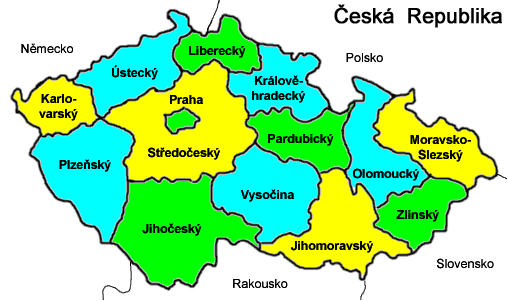 Česká Republika
Německo
Polsko
Liberecký
Ústecký
Králově-
hradecký
Karlo-
varský
Praha
Pardubický
Moravsko-
Slezský
Středočeský
Plzeňský
Olomoucký
Vysočina
Zlínský
Jihočeský
Jihomoravský
Slovensko
Rakousko